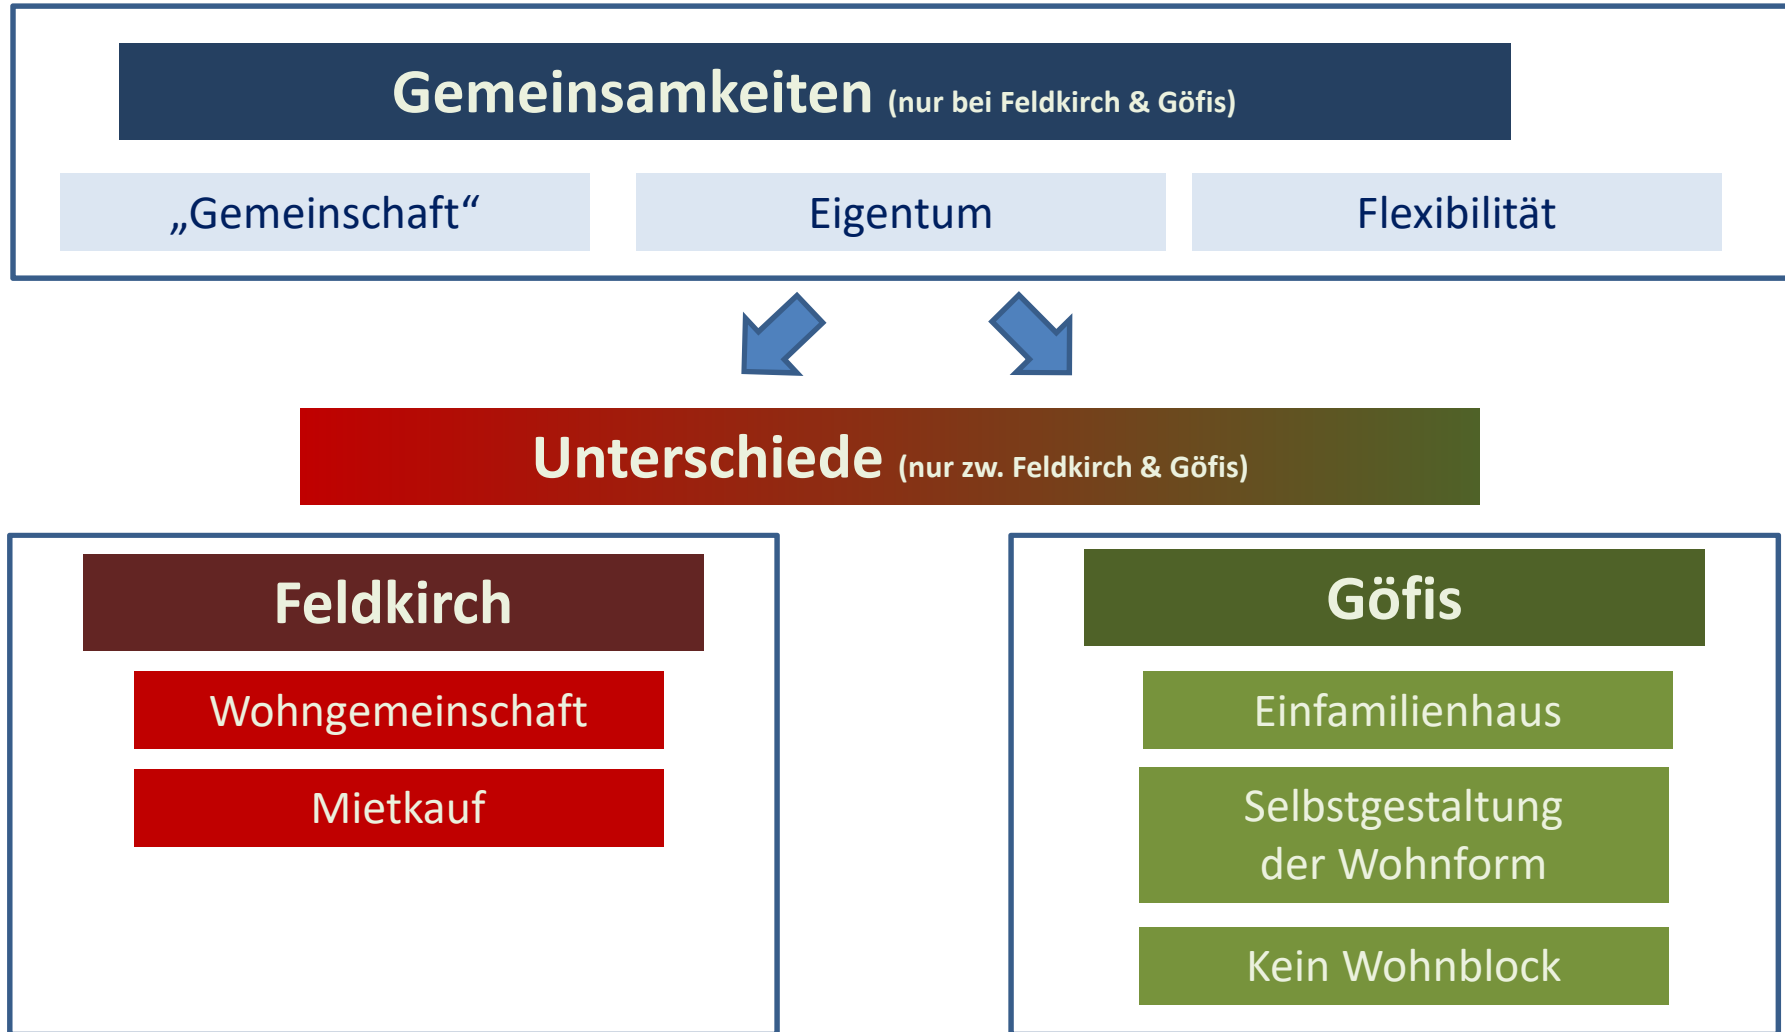 Gemeinsamkeiten (nur bei Feldkirch & Göfis)
„Gemeinschaft“
Eigentum
Flexibilität
Unterschiede (nur zw. Feldkirch & Göfis)
Feldkirch
Wohngemeinschaft
Mietkauf
Göfis
Einfamilienhaus
Selbstgestaltung
der Wohnform
Kein Wohnblock